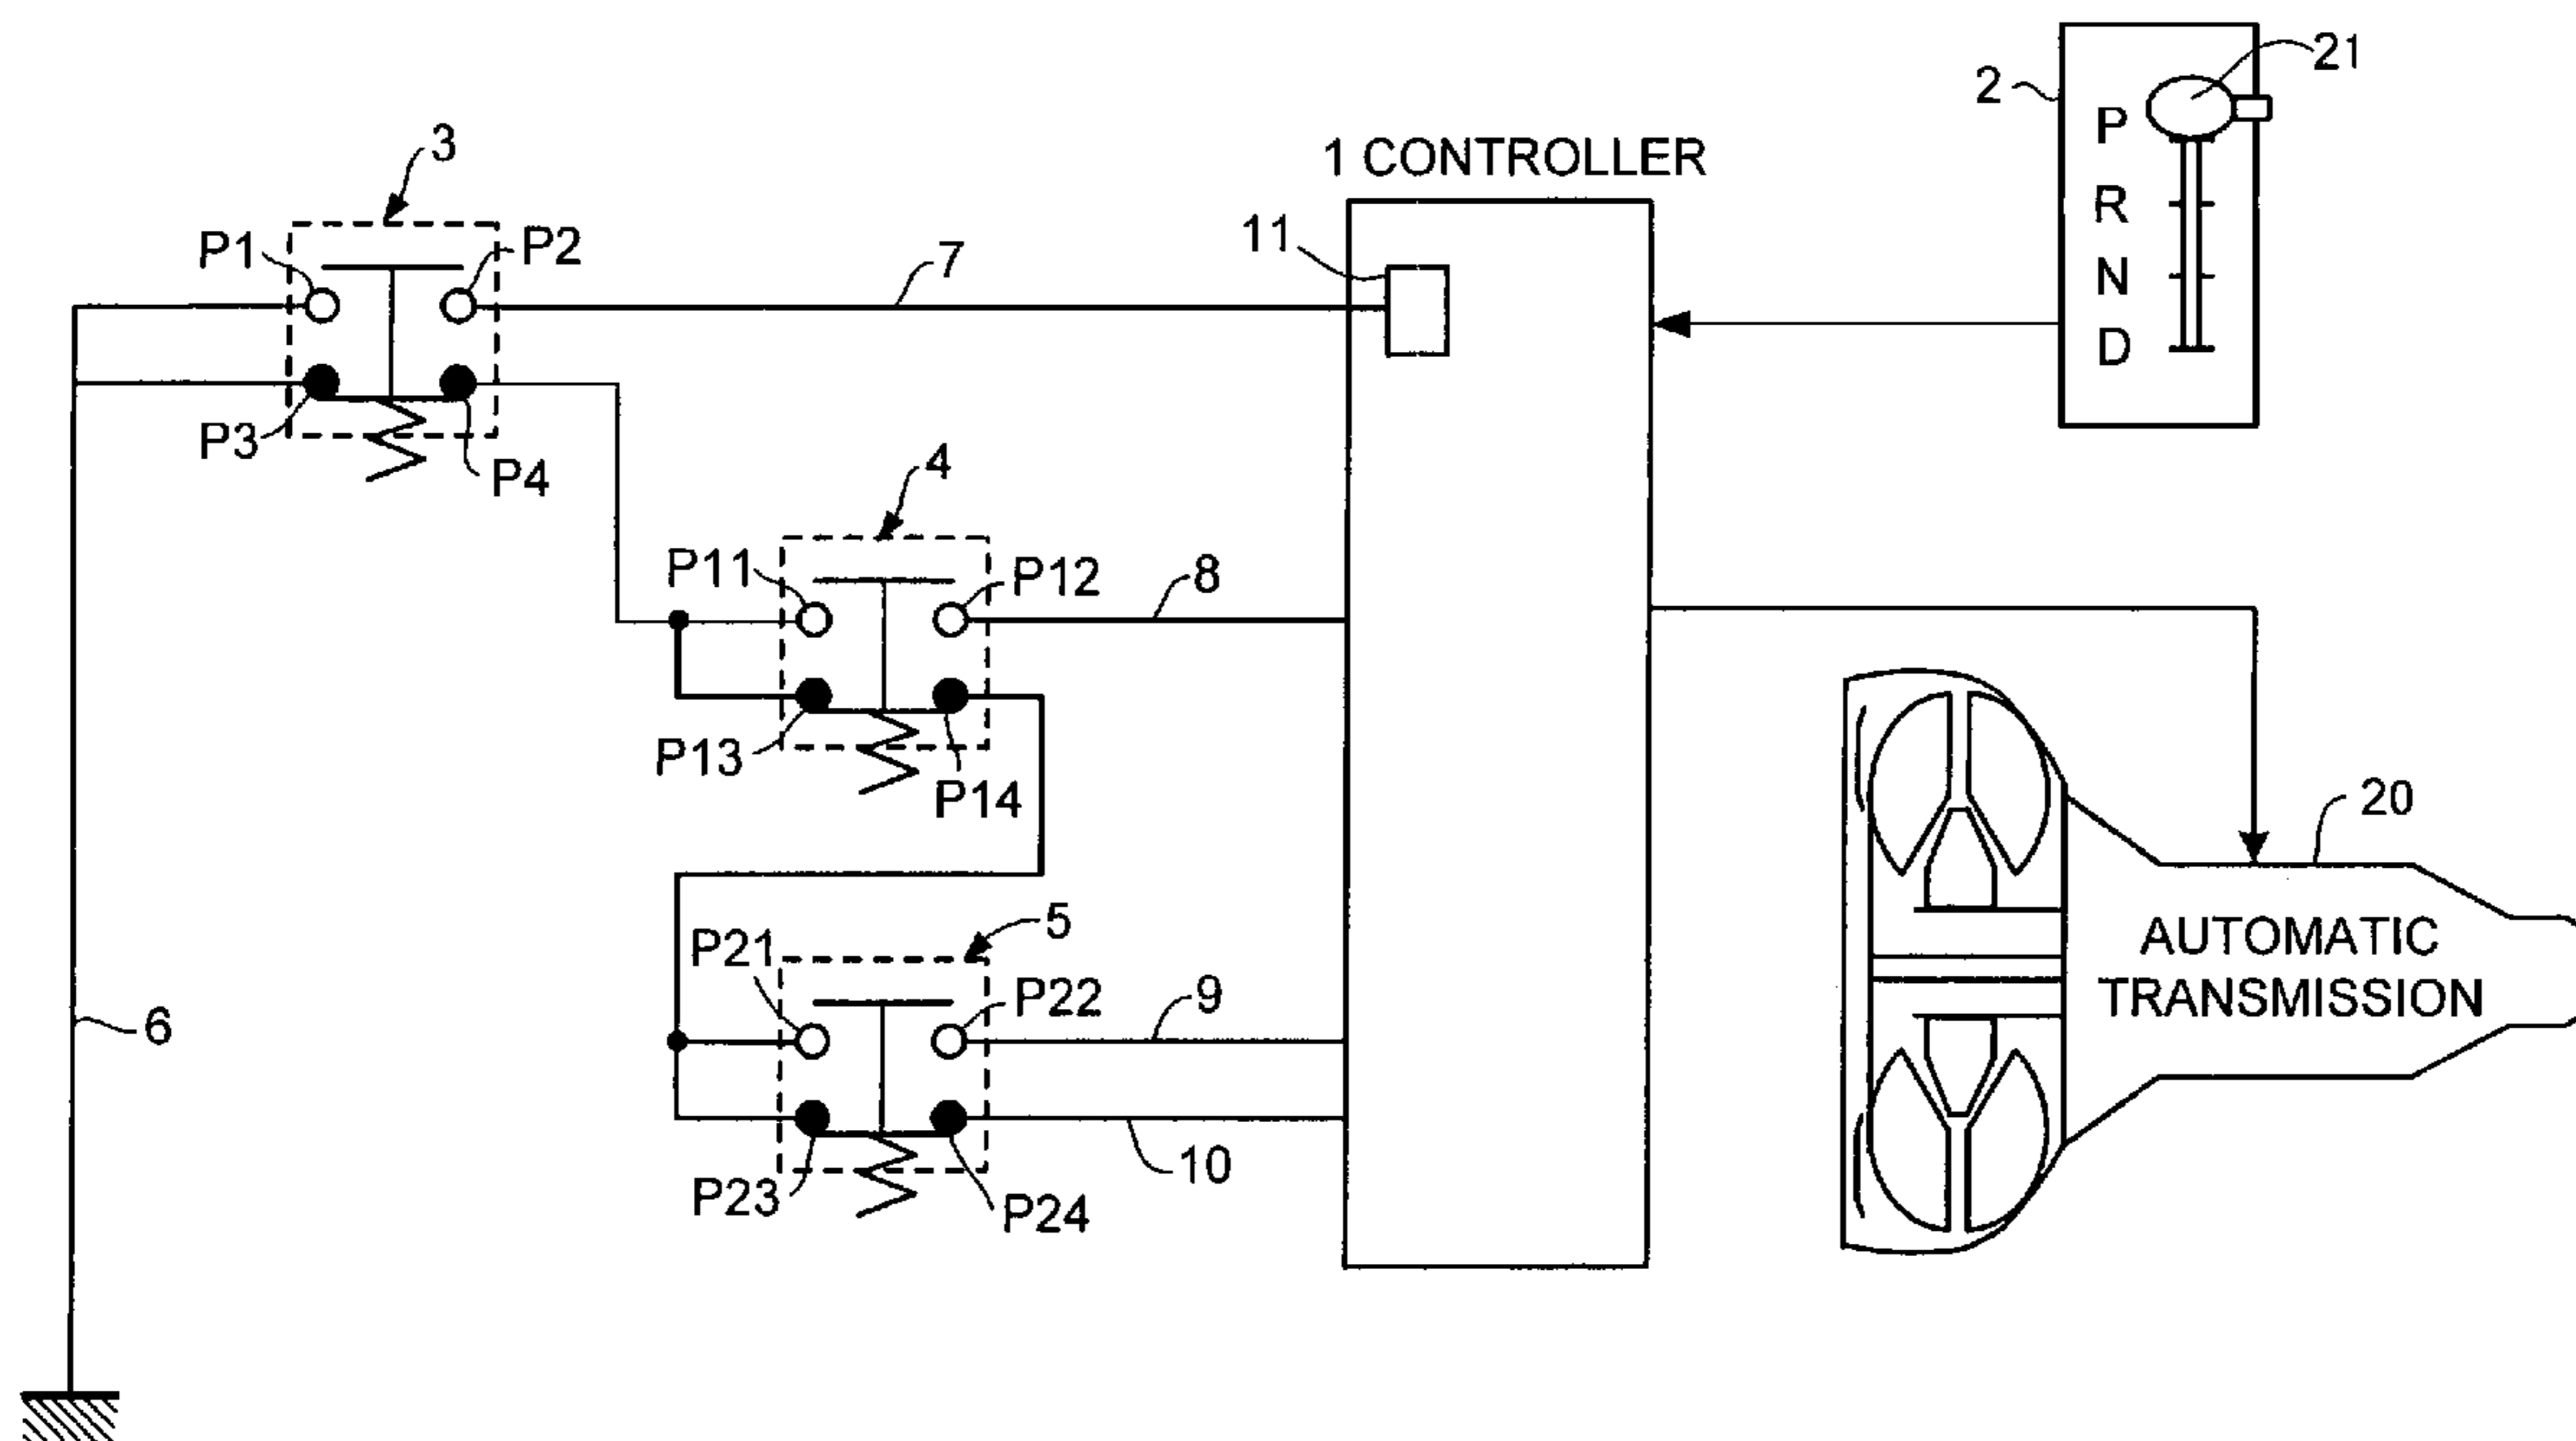 21
2
P
R
N
D
1 CONTROLLER
3
P1
P2
7
11
P3
P4
4
P11
P12
8
P13
P14
20
5
P21
P22
9
AUTOMATIC
TRANSMISSION
6
10
P23
P24